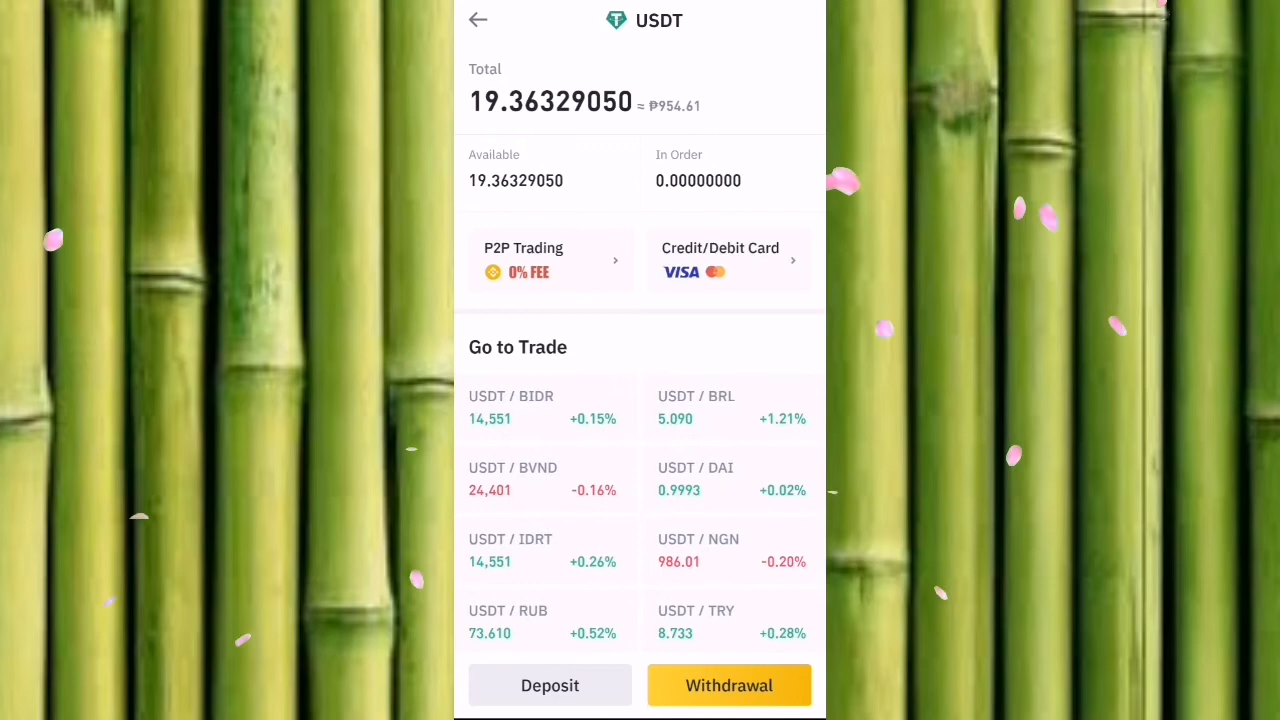 USDT
Total
19.36329050 ≈ ₱954.61
Available In Order
19.36329050 0.00000000
P2P Trading Credit/Debit Card
0% FEE VISA
Go to Trade
USDT / BIDR USDT / BRL
14,551 +0.15% 5.090 +1.21%
USDT / BVND USDT / DAI
24,401 -0.16% 0.9993 +0.02%
USDT / IDRT USDT / NGN
14,551 +0.26% 986.01 -0.20%
USDT / RUB USDT / TRY
73.610 +0.52% 8.733 +0.28%
Deposit Withdrawal